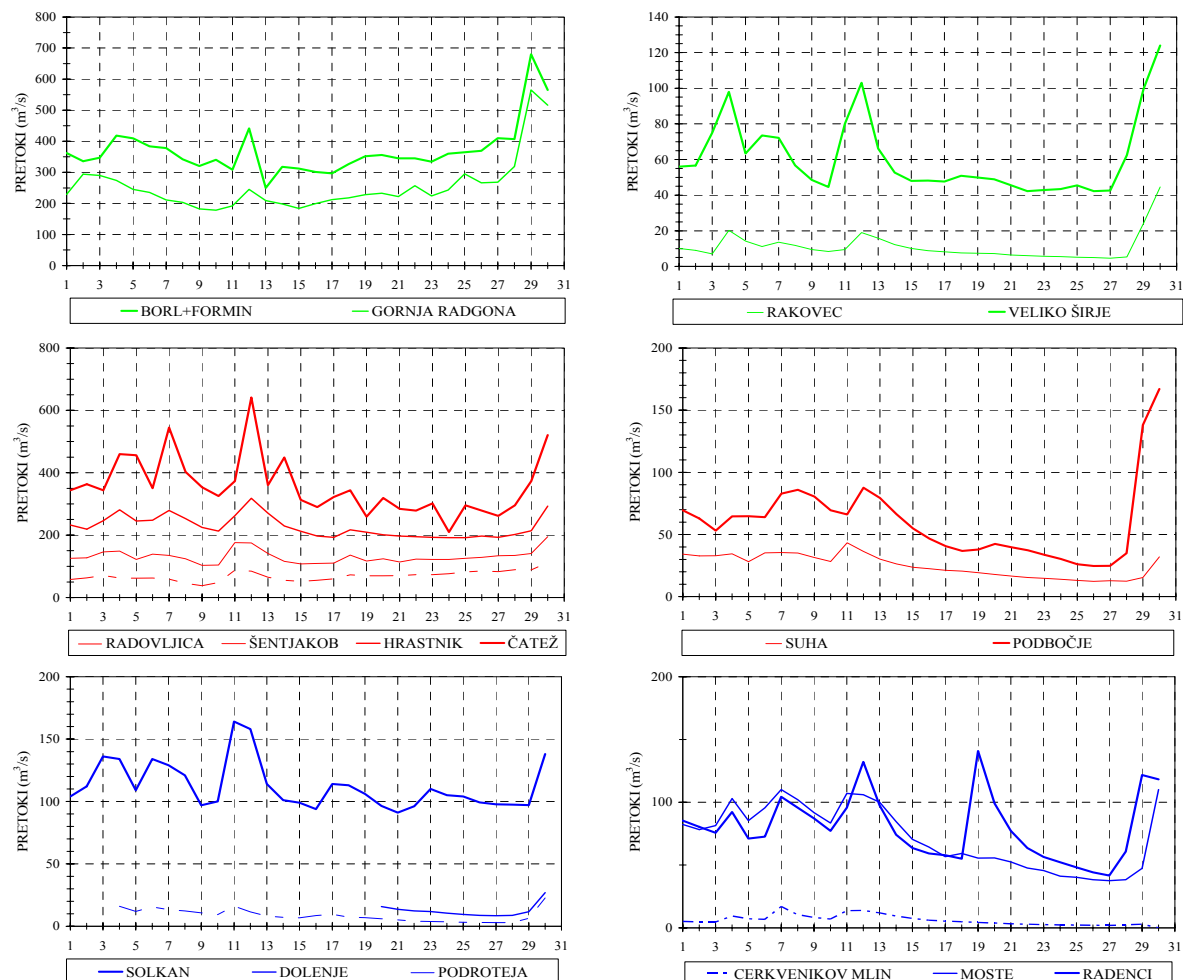 PRETOKI (m³/s)
800
700
600
500
400
300
200
100
0
1 3 5 7 9 11 13 15 17 19 21 23 25 27 29 31
BORL+FORMIN GORNJA RADGONA
PRETOKI (m³/s)
140
120
100
80
60
40
20
0
1 3 5 7 9 11 13 15 17 19 21 23 25 27 29 31
RAKOVEC VELIKO ŠIRJE
PRETOKI (m³/s)
800
600
400
200
0
1 3 5 7 9 11 13 15 17 19 21 23 25 27 29 31
RADOVLJICA ŠENTJAKOB HRASTNIK ČATEŽ
PRETOKI (m³/s)
200
150
100
50
0
1 3 5 7 9 11 13 15 17 19 21 23 25 27 29 31
SUHA PODBOČJE
PRETOKI (m³/s)
200
150
100
50
0
1 3 5 7 9 11 13 15 17 19 21 23 25 27 29 31
SOLKAN DOLENJE PODROTEJA
PRETOKI (m³/s)
200
100
0
1 3 5 7 9 11 13 15 17 19 21 23 25 27 29 31
CERKVENIKOV MLIN MOSTE RADENCI